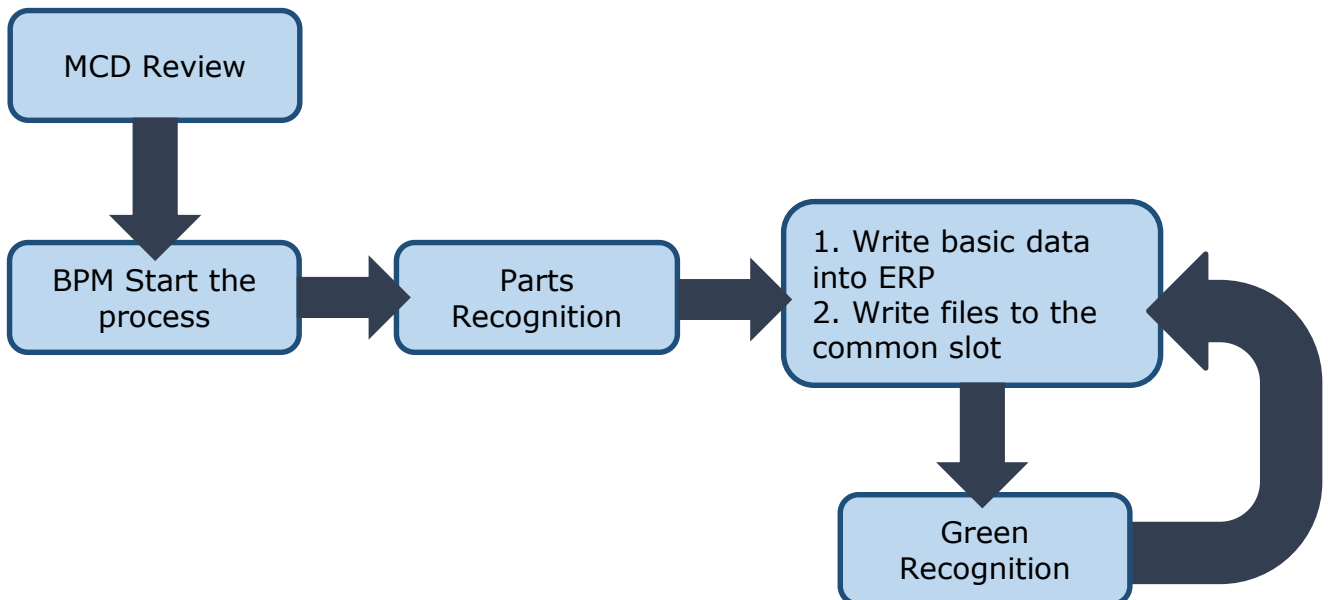 MCD Review
BPM Start the
process
Parts
Recognition
1. Write basic data
into ERP
2. Write files to the
common slot
Green
Recognition